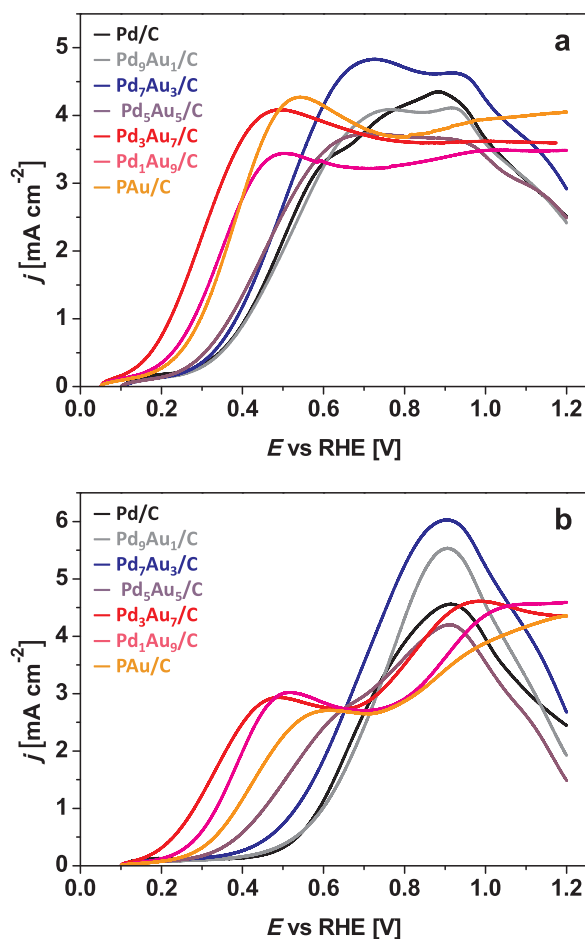 a
Pd/C
Pd₉Au₁/C
Pd₇Au₃/C
Pd₅Au₅/C
Pd₃Au₇/C
Pd₁Au₉/C
PAu/C
j [mA cm⁻²]
5
4
3
2
1
0
0.0 0.2 0.4 0.6 0.8 1.0 1.2
E vs RHE [V]
b
Pd/C
Pd₉Au₁/C
Pd₇Au₃/C
Pd₅Au₅/C
Pd₃Au₇/C
Pd₁Au₉/C
PAu/C
j [mA cm⁻²]
6
5
4
3
2
1
0
0.0 0.2 0.4 0.6 0.8 1.0 1.2
E vs RHE [V]